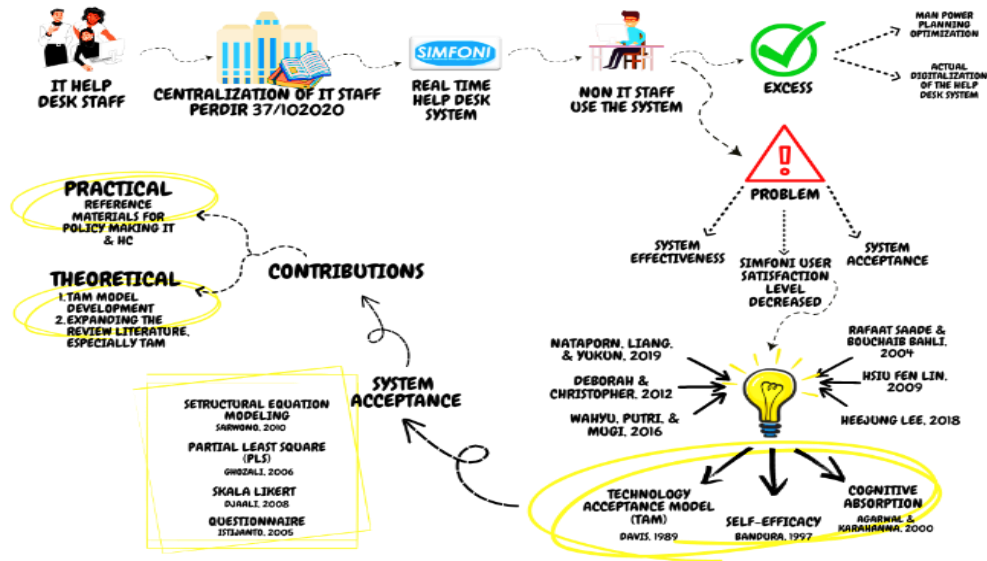 IT HELP
DESK STAFF
CENTRALIZATION OF IT STAFF
PERDIR 37/102020
SIMFONI
REAL TIME
HELP DESK
SYSTEM
NON IT STAFF
USE THE SYSTEM
EXCESS
MAN POWER
PLANNING
OPTIMIZATION
ACTUAL
DIGITALIZATION
OF THE HELP
DESK SYSTEM
PROBLEM
SYSTEM
EFFECTIVENESS
SIMFONI USER
SATISFACTION
LEVEL
DECREASED
SYSTEM
ACCEPTANCE
NATAPORN, LIANG,
& YUKUN, 2019
DEBORAH &
CHRISTOPHER, 2012
WAHYU, PUTRI, &
MUGI, 2016
RAFAAT SAADE &
BOUCHAIB BAHLI,
2004
HSIU FEN LIN,
2009
HEEJUNG LEE, 2018
TECHNOLOGY
ACCEPTANCE MODEL
(TAM)
DAVIS, 1989
SELF-EFFICACY
BANDURA, 1997
COGNITIVE
ABSORPTION
AGARWAL &
KARAHANNA, 2000
SYSTEM
ACCEPTANCE
SETRUCTURAL EQUATION
MODELING
SARWONO, 2010
PARTIAL LEAST SQUARE
(PLS)
GHOZALI, 2006
SKALA LIKERT
DJAALI, 2008
QUESTIONNAIRE
ISTIJANTO, 2005
CONTRIBUTIONS
PRACTICAL
REFERENCE
MATERIALS FOR
POLICY MAKING IT
& HC
THEORETICAL
1. TAM MODEL
DEVELOPMENT
2. EXPANDING THE
REVIEW LITERATURE,
ESPECIALLY TAM